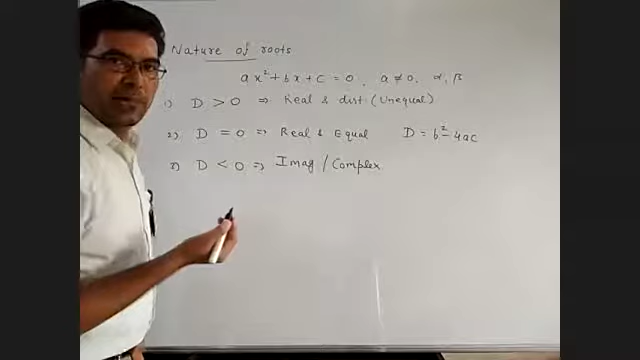 Nature of roots
ax²+bx+c=0, a≠0, α, β
1) D > 0 ⇒ Real & dist. (Unequal)
2) D = 0 ⇒ Real & Equal D = b²-4ac
3) D < 0 ⇒ Imag / Complex